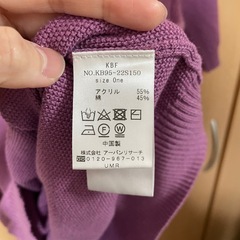 KBF
NO.KB95-22S150
size One
アクリル 55%
綿 45%
中国製
株式会社 アーバンリサーチ
0120-987-013
UMR